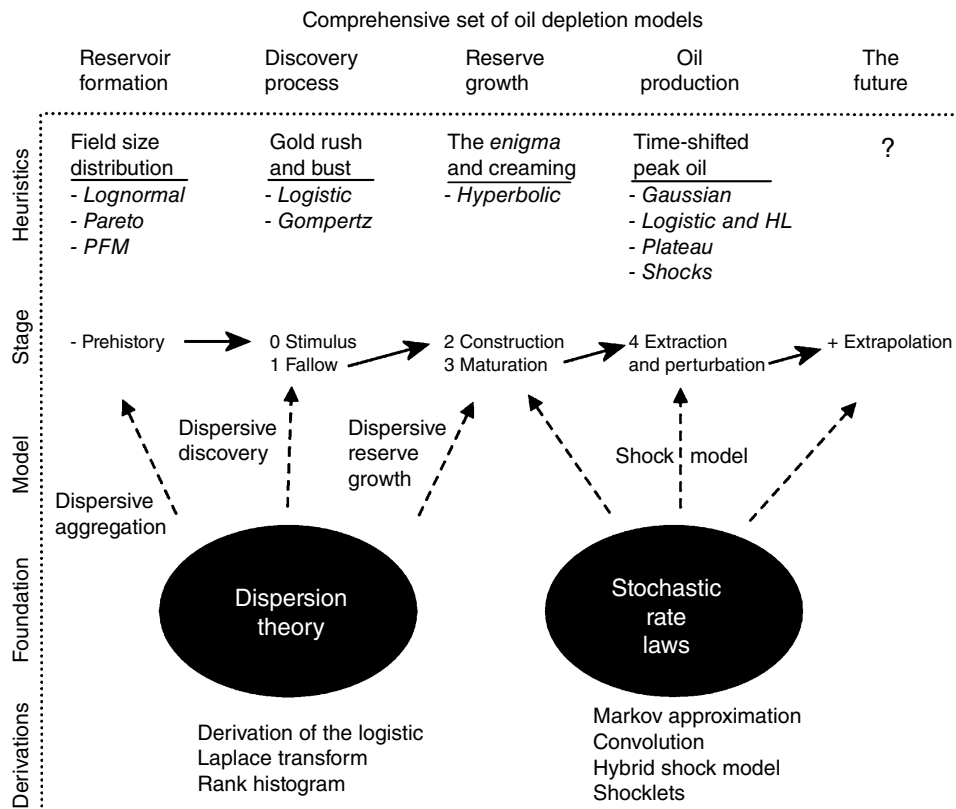 Comprehensive set of oil depletion models
Reservoir
formation
Discovery
process
Reserve
growth
Oil
production
The
future
Heuristics
Field size
distribution
- Lognormal
- Pareto
- PFM
Gold rush
and bust
- Logistic
- Gompertz
The enigma
and creaming
- Hyperbolic
Time-shifted
peak oil
- Gaussian
- Logistic and HL
- Plateau
- Shocks
?
Stage
- Prehistory
0 Stimulus
1 Fallow
2 Construction
3 Maturation
4 Extraction
and perturbation
+ Extrapolation
Model
Dispersive
aggregation
Dispersive
discovery
Dispersive
reserve
growth
Shock model
Foundation
Dispersion
theory
Stochastic
rate
laws
Derivations
Derivation of the logistic
Laplace transform
Rank histogram
Markov approximation
Convolution
Hybrid shock model
Shocklets